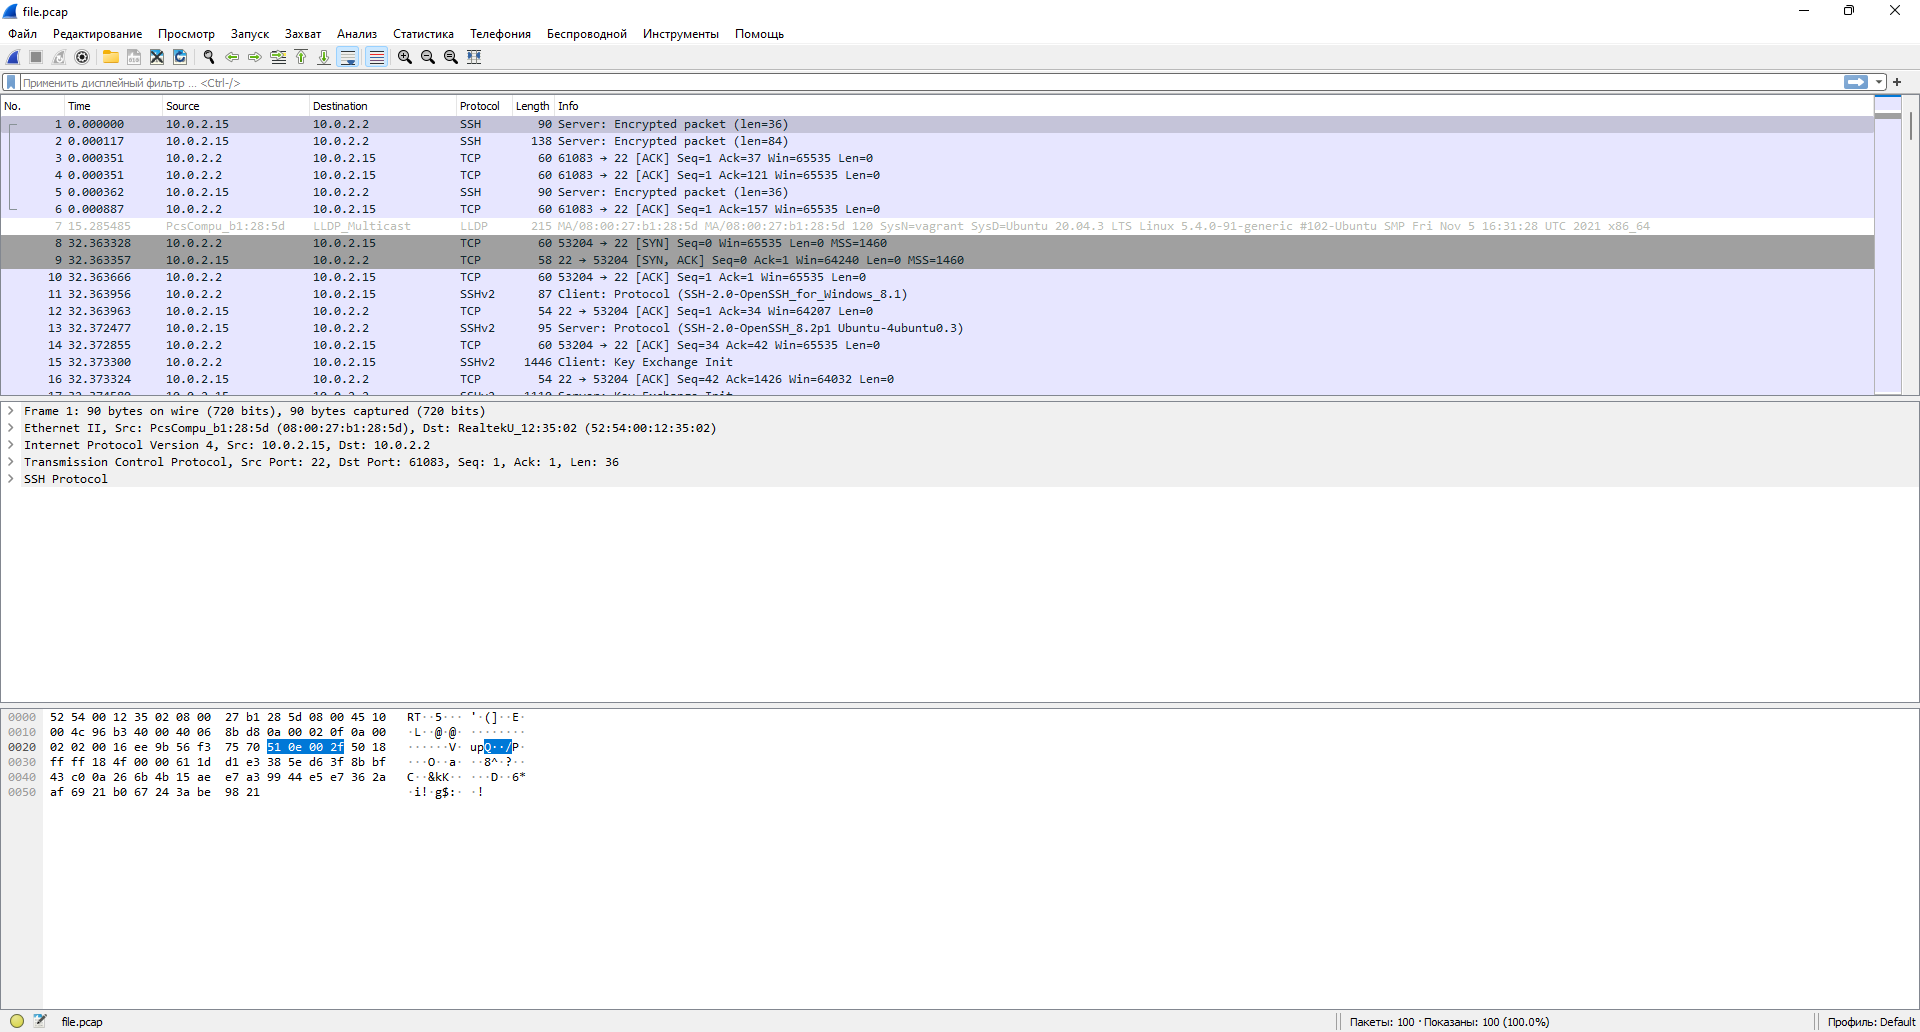 file.pcap
Файл Редактирование Просмотр Запуск Захват Анализ Статистика Телефония Беспроводной Инструменты Помощь
Применить дисплейный фильтр ... <Ctrl-/>
No. Time Source Destination Protocol Length Info
1 0.000000 10.0.2.15 10.0.2.2 SSH 90 Server: Encrypted packet (len=36)
2 0.000117 10.0.2.15 10.0.2.2 SSH 138 Server: Encrypted packet (len=84)
3 0.000351 10.0.2.2 10.0.2.15 TCP 60 61083 → 22 [ACK] Seq=1 Ack=37 Win=65535 Len=0
4 0.000351 10.0.2.2 10.0.2.15 TCP 60 61083 → 22 [ACK] Seq=1 Ack=121 Win=65535 Len=0
5 0.000362 10.0.2.15 10.0.2.2 SSH 90 Server: Encrypted packet (len=36)
6 0.000887 10.0.2.2 10.0.2.15 TCP 60 61083 → 22 [ACK] Seq=1 Ack=157 Win=65535 Len=0
7 15.285485 PcsCompu_b1:28:5d LLDP_Multicast LLDP 215 MA/08:00:27:b1:28:5d MA/08:00:27:b1:28:5d 120 SysN=vagrant SysD=Ubuntu 20.04.3 LTS Linux 5.4.0-91-generic #102-Ubuntu SMP Fri Nov 5 16:31:28 UTC 2021 x86_64
8 32.363328 10.0.2.2 10.0.2.15 TCP 60 53204 → 22 [SYN] Seq=0 Win=65535 Len=0 MSS=1460
9 32.363357 10.0.2.15 10.0.2.2 TCP 58 22 → 53204 [SYN, ACK] Seq=0 Ack=1 Win=64240 Len=0 MSS=1460
10 32.363666 10.0.2.2 10.0.2.15 TCP 60 53204 → 22 [ACK] Seq=1 Ack=1 Win=65535 Len=0
11 32.363956 10.0.2.2 10.0.2.15 SSHv2 87 Client: Protocol (SSH-2.0-OpenSSH_for_Windows_8.1)
12 32.363963 10.0.2.15 10.0.2.2 TCP 54 22 → 53204 [ACK] Seq=1 Ack=34 Win=64207 Len=0
13 32.372477 10.0.2.15 10.0.2.2 SSHv2 95 Server: Protocol (SSH-2.0-OpenSSH_8.2p1 Ubuntu-4ubuntu0.3)
14 32.372855 10.0.2.2 10.0.2.15 TCP 60 53204 → 22 [ACK] Seq=34 Ack=42 Win=65535 Len=0
15 32.373300 10.0.2.2 10.0.2.15 SSHv2 1446 Client: Key Exchange Init
16 32.373324 10.0.2.15 10.0.2.2 TCP 54 22 → 53204 [ACK] Seq=42 Ack=1426 Win=64032 Len=0
Frame 1: 90 bytes on wire (720 bits), 90 bytes captured (720 bits)
Ethernet II, Src: PcsCompu_b1:28:5d (08:00:27:b1:28:5d), Dst: RealtekU_12:35:02 (52:54:00:12:35:02)
Internet Protocol Version 4, Src: 10.0.2.15, Dst: 10.0.2.2
Transmission Control Protocol, Src Port: 22, Dst Port: 61083, Seq: 1, Ack: 1, Len: 36
SSH Protocol
0000 52 54 00 12 35 02 08 00 27 b1 28 5d 08 00 45 10 RT··5··· '·(]··E·
0010 00 4c 96 b3 40 00 40 06 8b d8 0a 00 02 0f 0a 00 ·L··@·@· ········
0020 02 02 00 16 ee 9b 56 f3 75 70 51 0e 00 2f 50 18 ······V· upQ··/P·
0030 ff ff 18 4f 00 00 61 1d d1 e3 38 5e d6 3f 8b bf ···O··a· ··8^·?··
0040 43 c0 0a 26 6b 4b 15 ae e7 a3 99 44 e5 e7 36 2a C··&kK·· ···D··6*
0050 af 69 21 b0 67 24 3a be 98 21 ·i!·g$:· ·!
file.pcap Пакеты: 100 · Показаны: 100 (100.0%) Профиль: Default